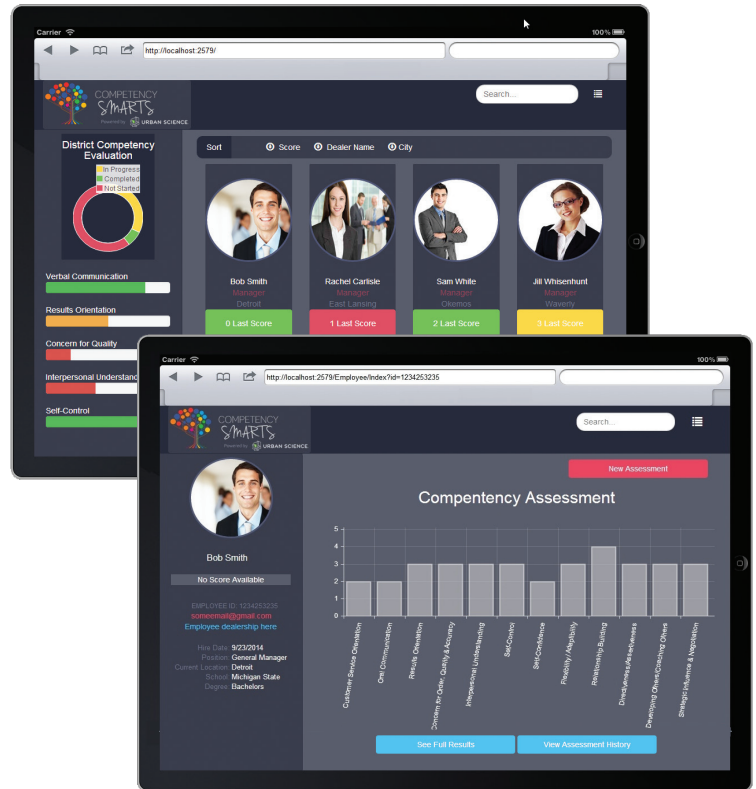 Carrier
100%
http://localhost:2579/
COMPETENCY
SMARTS
Powered by URBAN SCIENCE
Search...
District Competency
Evaluation
In Progress
Completed
Not Started
Sort
Score
Dealer Name
City
Verbal Communication
Results Orientation
Concern for Quality
Interpersonal Understand
Self-Control
Bob Smith
Manager
Detroit
0 Last Score
Rachel Carlisle
Manager
East Lansing
1 Last Score
Sam White
Manager
Okemos
2 Last Score
Jill Whisenhunt
Manager
Waverly
3 Last Score
Carrier
100%
http://localhost:2579/Employee/Index?id=1234253235
COMPETENCY
SMARTS
Powered by URBAN SCIENCE
Search...
Bob Smith
No Score Available
EMPLOYEE ID: 1234253235
someemail@gmail.com
Employee dealership here
Hire Date 9/23/2014
Position General Manager
Current Location Detroit
School Michigan State
Degree Bachelors
New Assessment
Compentency Assessment
5
4
3
2
1
0
Customer Service Orientation
Oral Communication
Results Orientation
Concern for Order, Quality & Accuracy
Interpersonal Understanding
Self-Control
Self-Confidence
Flexibility / Adaptibility
Relationship Building
Directiveness/Assertiveness
Developing Others/Coaching Others
Strategic Influence & Negotiation
See Full Results
View Assessment History